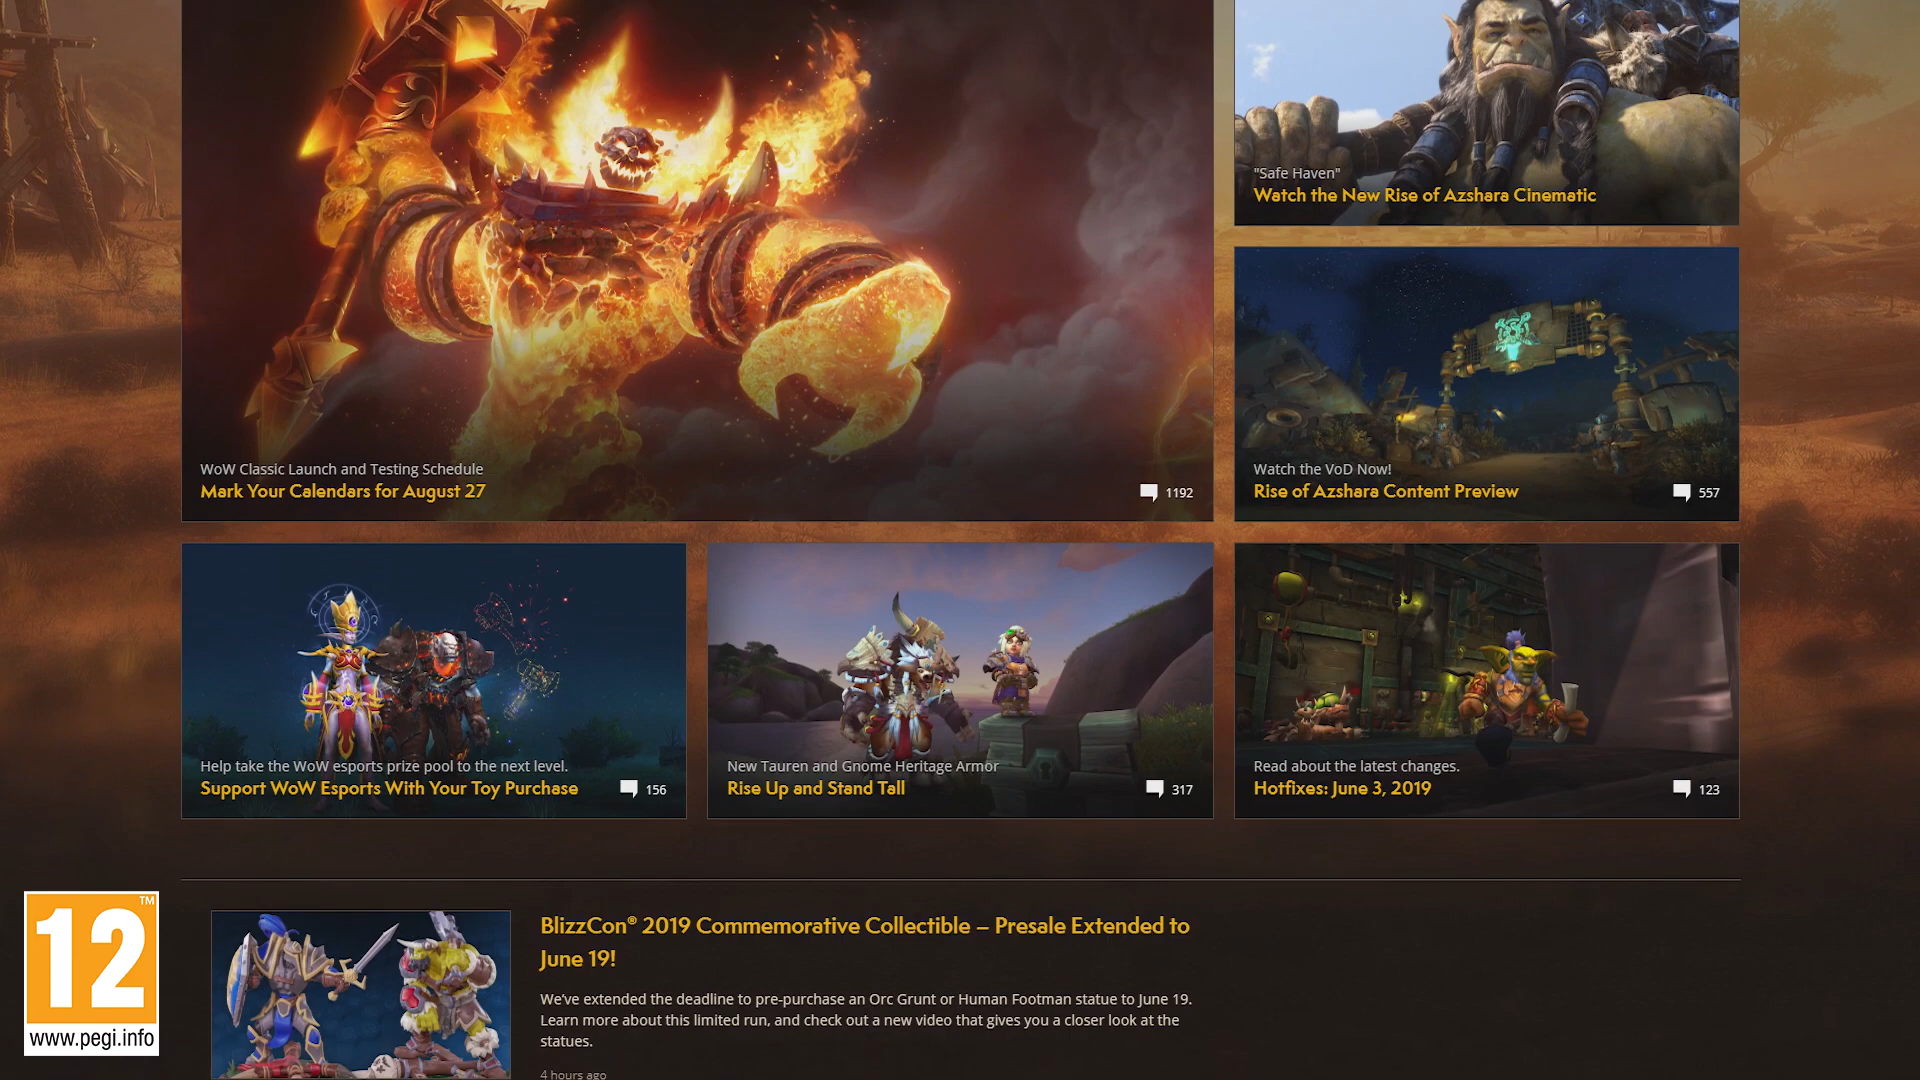 "Safe Haven"
Watch the New Rise of Azshara Cinematic
WoW Classic Launch and Testing Schedule
Mark Your Calendars for August 27
1192
Watch the VoD Now!
Rise of Azshara Content Preview
557
Help take the WoW esports prize pool to the next level.
Support WoW Esports With Your Toy Purchase
156
New Tauren and Gnome Heritage Armor
Rise Up and Stand Tall
317
Read about the latest changes.
Hotfixes: June 3, 2019
123
BlizzCon® 2019 Commemorative Collectible – Presale Extended to
June 19!
We've extended the deadline to pre-purchase an Orc Grunt or Human Footman statue to June 19.
Learn more about this limited run, and check out a new video that gives you a closer look at the
statues.
4 hours ago
12™
www.pegi.info